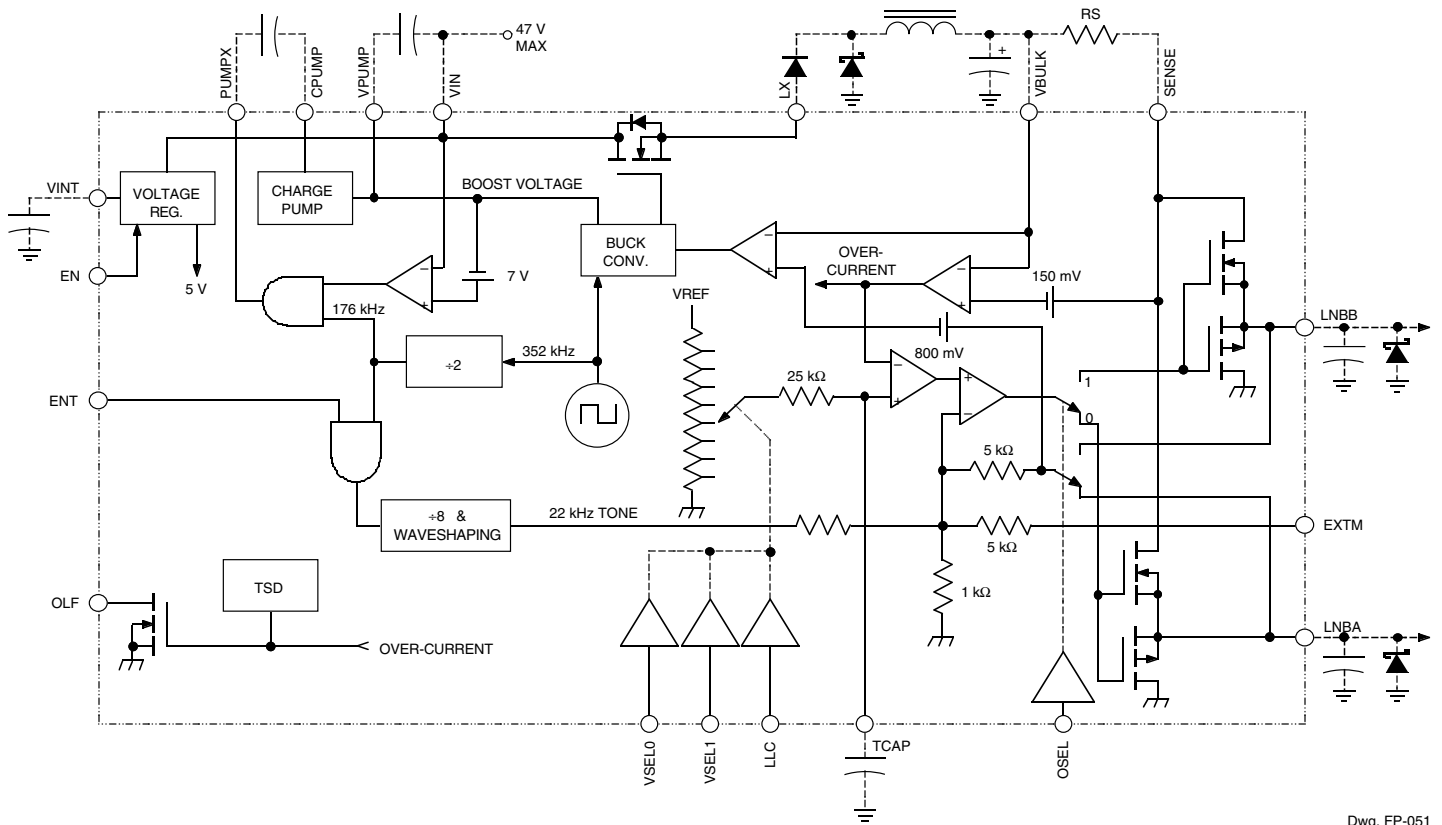 PUMPX
CPUMP
VPUMP
VIN
47 V
MAX
LX
+
VBULK
RS
SENSE
VINT
VOLTAGE
REG.
CHARGE
PUMP
BOOST VOLTAGE
BUCK
CONV.
−
+
OVER-
CURRENT
150 mV
−
+
EN
5 V
−
+
7 V
176 kHz
VREF
LNBB
÷2
352 kHz
800 mV
25 kΩ
−
+
+
−
1
0
ENT
5 kΩ
÷8 &
WAVESHAPING
22 kHz TONE
5 kΩ
EXTM
TSD
1 kΩ
OLF
OVER-CURRENT
LNBA
VSEL0
VSEL1
LLC
TCAP
OSEL
Dwg. FP-051